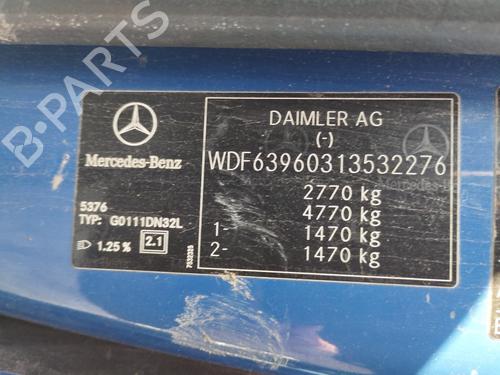 Mercedes-Benz
5376
TYP: G0111DN32L
1.25 % 2.1
7532325
DAIMLER AG
(-)
WDF63960313532276
2770 kg
4770 kg
1- 1470 kg
2- 1470 kg